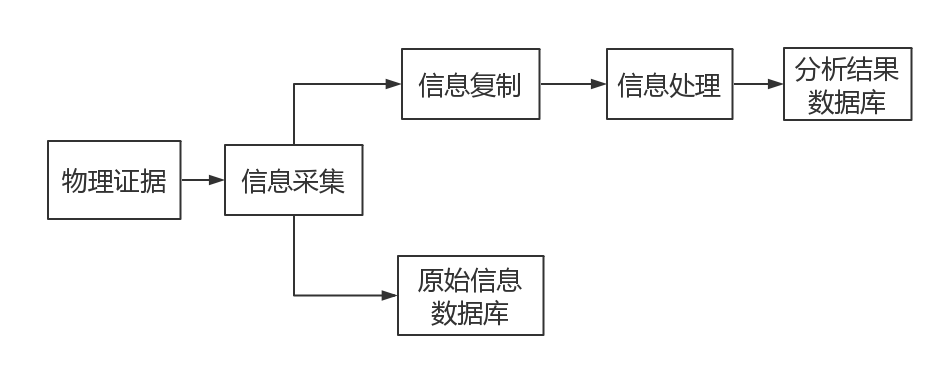 信息复制
信息处理
分析结果
数据库
物理证据
信息采集
原始信息
数据库